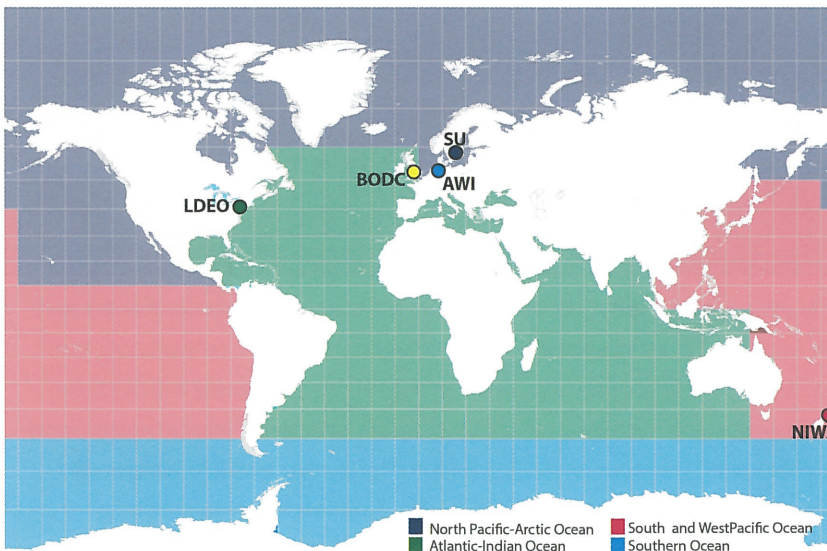 SU
BODC
AWI
LDEO
NIW
North Pacific-Arctic Ocean
South and WestPacific Ocean
Atlantic-Indian Ocean
Southern Ocean